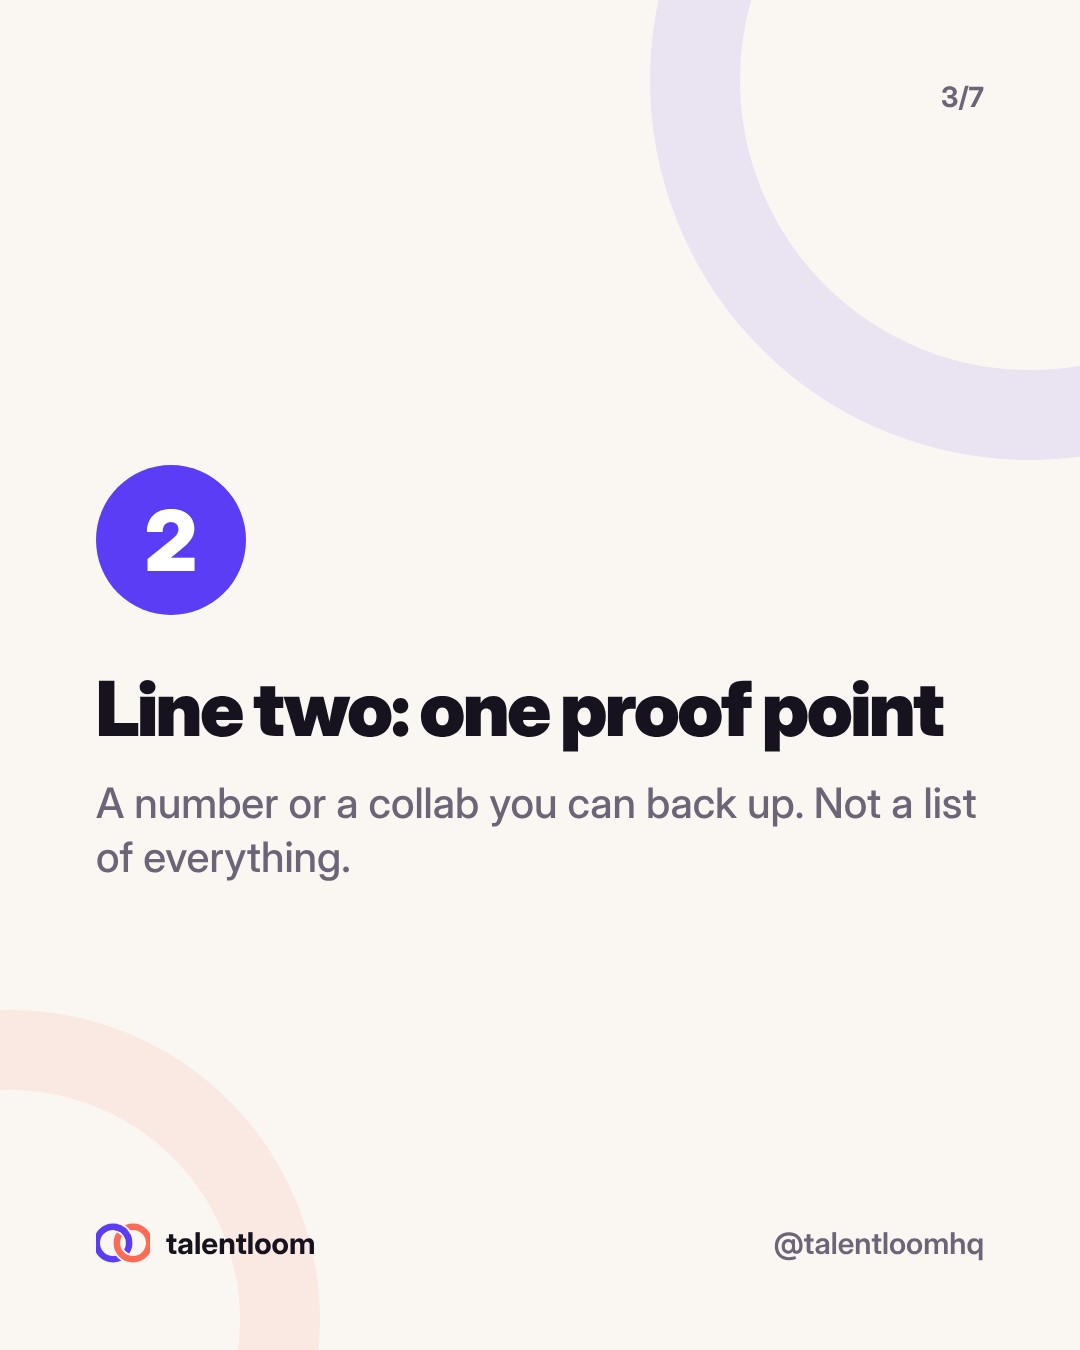 3/7
2
Line two: one proof point
A number or a collab you can back up. Not a list
of everything.
talentloom
@talentloomhq